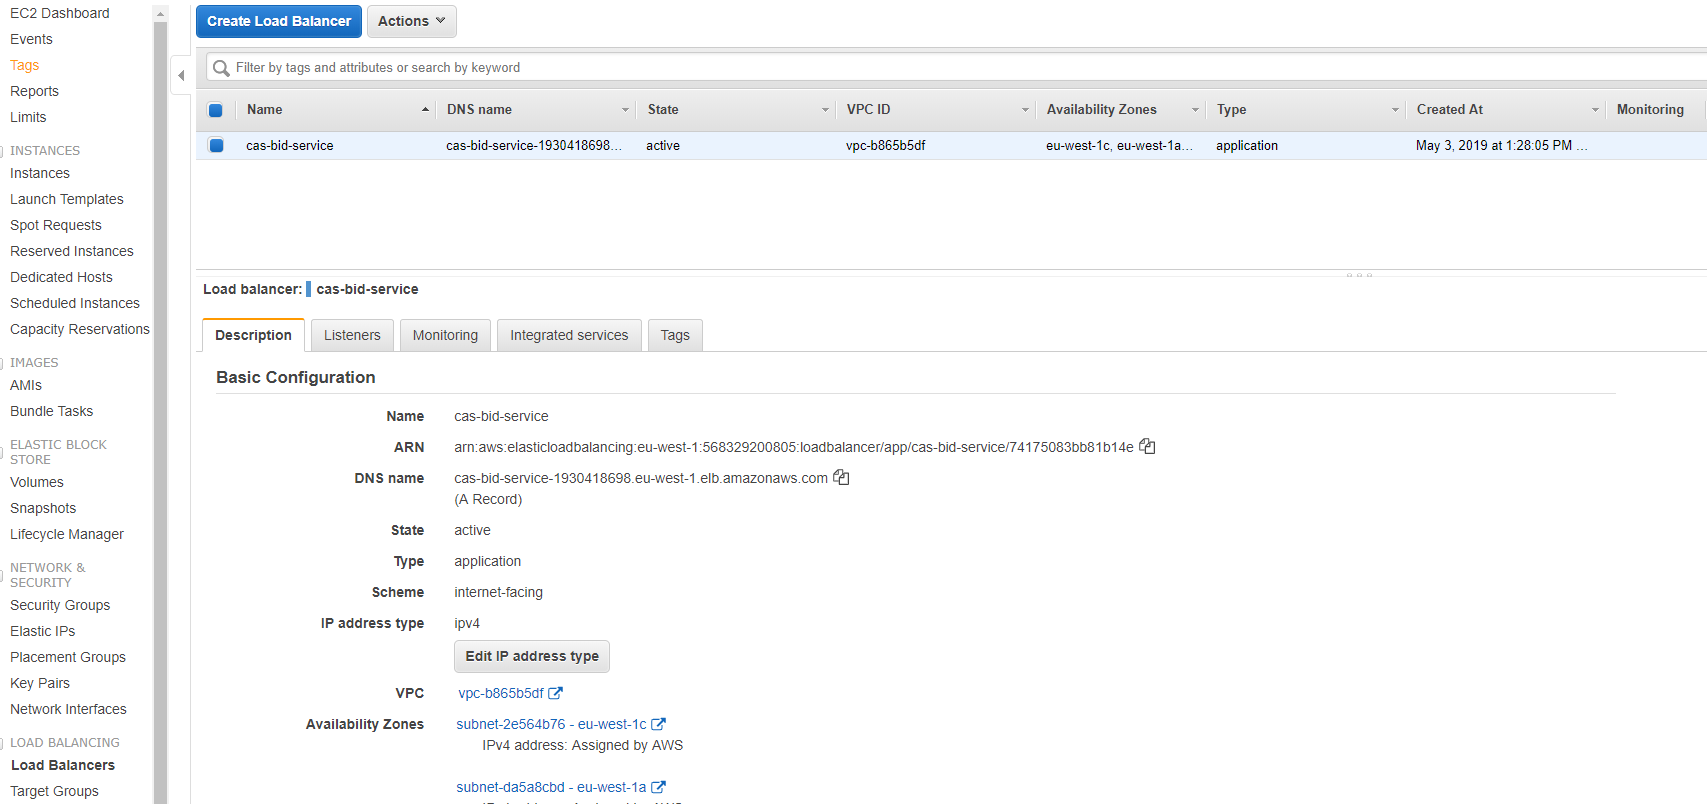 EC2 Dashboard
Events
Tags
Reports
Limits
INSTANCES
Instances
Launch Templates
Spot Requests
Reserved Instances
Dedicated Hosts
Scheduled Instances
Capacity Reservations
IMAGES
AMIs
Bundle Tasks
ELASTIC BLOCK
STORE
Volumes
Snapshots
Lifecycle Manager
NETWORK &
SECURITY
Security Groups
Elastic IPs
Placement Groups
Key Pairs
Network Interfaces
LOAD BALANCING
Load Balancers
Target Groups
Create Load Balancer Actions
Filter by tags and attributes or search by keyword
Name DNS name State VPC ID Availability Zones Type Created At Monitoring
cas-bid-service cas-bid-service-1930418698... active vpc-b865b5df eu-west-1c, eu-west-1a... application May 3, 2019 at 1:28:05 PM ...
Load balancer: cas-bid-service
Description Listeners Monitoring Integrated services Tags
Basic Configuration
Name cas-bid-service
ARN arn:aws:elasticloadbalancing:eu-west-1:568329200805:loadbalancer/app/cas-bid-service/74175083bb81b14e
DNS name cas-bid-service-1930418698.eu-west-1.elb.amazonaws.com
(A Record)
State active
Type application
Scheme internet-facing
IP address type ipv4
Edit IP address type
VPC vpc-b865b5df
Availability Zones subnet-2e564b76 - eu-west-1c
IPv4 address: Assigned by AWS
subnet-da5a8cbd - eu-west-1a